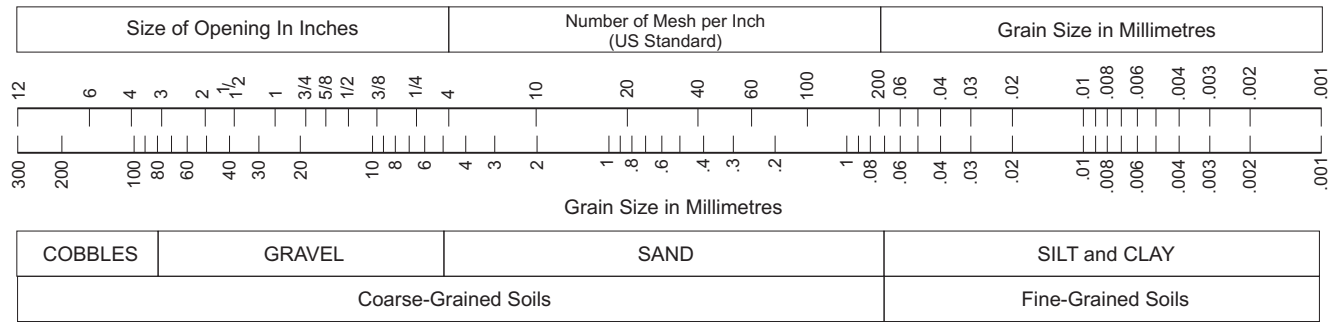 Size of Opening In Inches
Number of Mesh per Inch
(US Standard)
Grain Size in Millimetres
12 6 4 3 2 1 1/2 1 3/4 5/8 1/2 3/8 1/4 4 10 20 40 60 100 200 .06 .04 .03 .02 .01 .008 .006 .004 .003 .002 .001
300 200 100 80 60 40 30 20 10 8 6 4 3 2 1 .8 .6 .4 .3 .2 1 .08 .06 .04 .03 .02 .01 .008 .006 .004 .003 .002 .001
Grain Size in Millimetres
COBBLES GRAVEL SAND SILT and CLAY
Coarse-Grained Soils Fine-Grained Soils